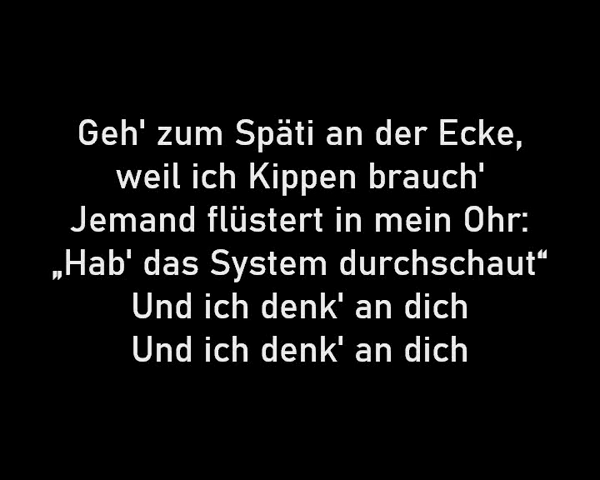 Geh' zum Späti an der Ecke,
weil ich Kippen brauch'
Jemand flüstert in mein Ohr:
„Hab' das System durchschaut“
Und ich denk' an dich
Und ich denk' an dich